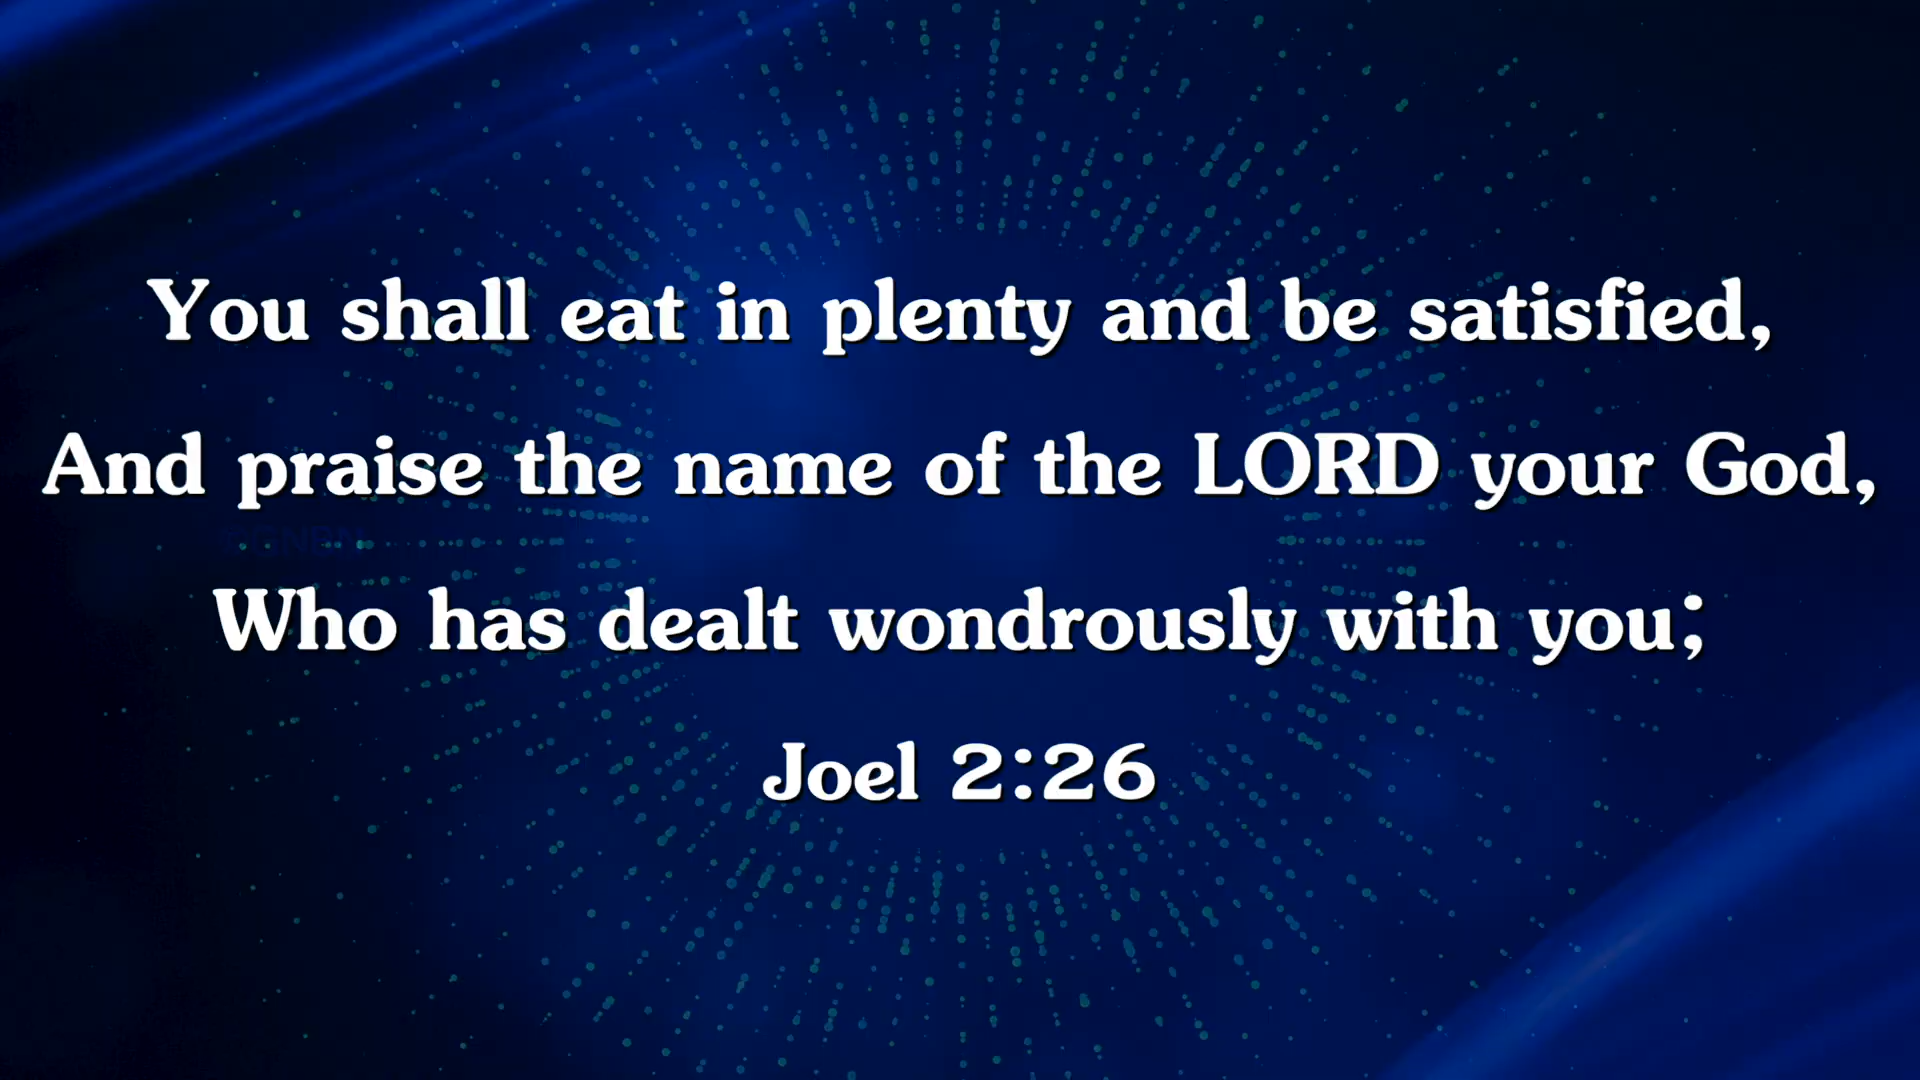 You shall eat in plenty and be satisfied,
And praise the name of the LORD your God,
©GNBN
Who has dealt wondrously with you;
Joel 2:26